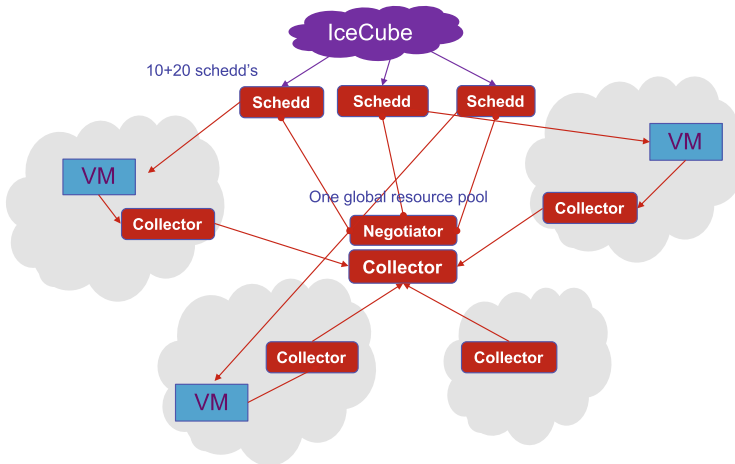 IceCube
10+20 schedd's
Schedd
Schedd
Schedd
VM
VM
One global resource pool
Collector
Collector
Negotiator
Collector
Collector
Collector
VM